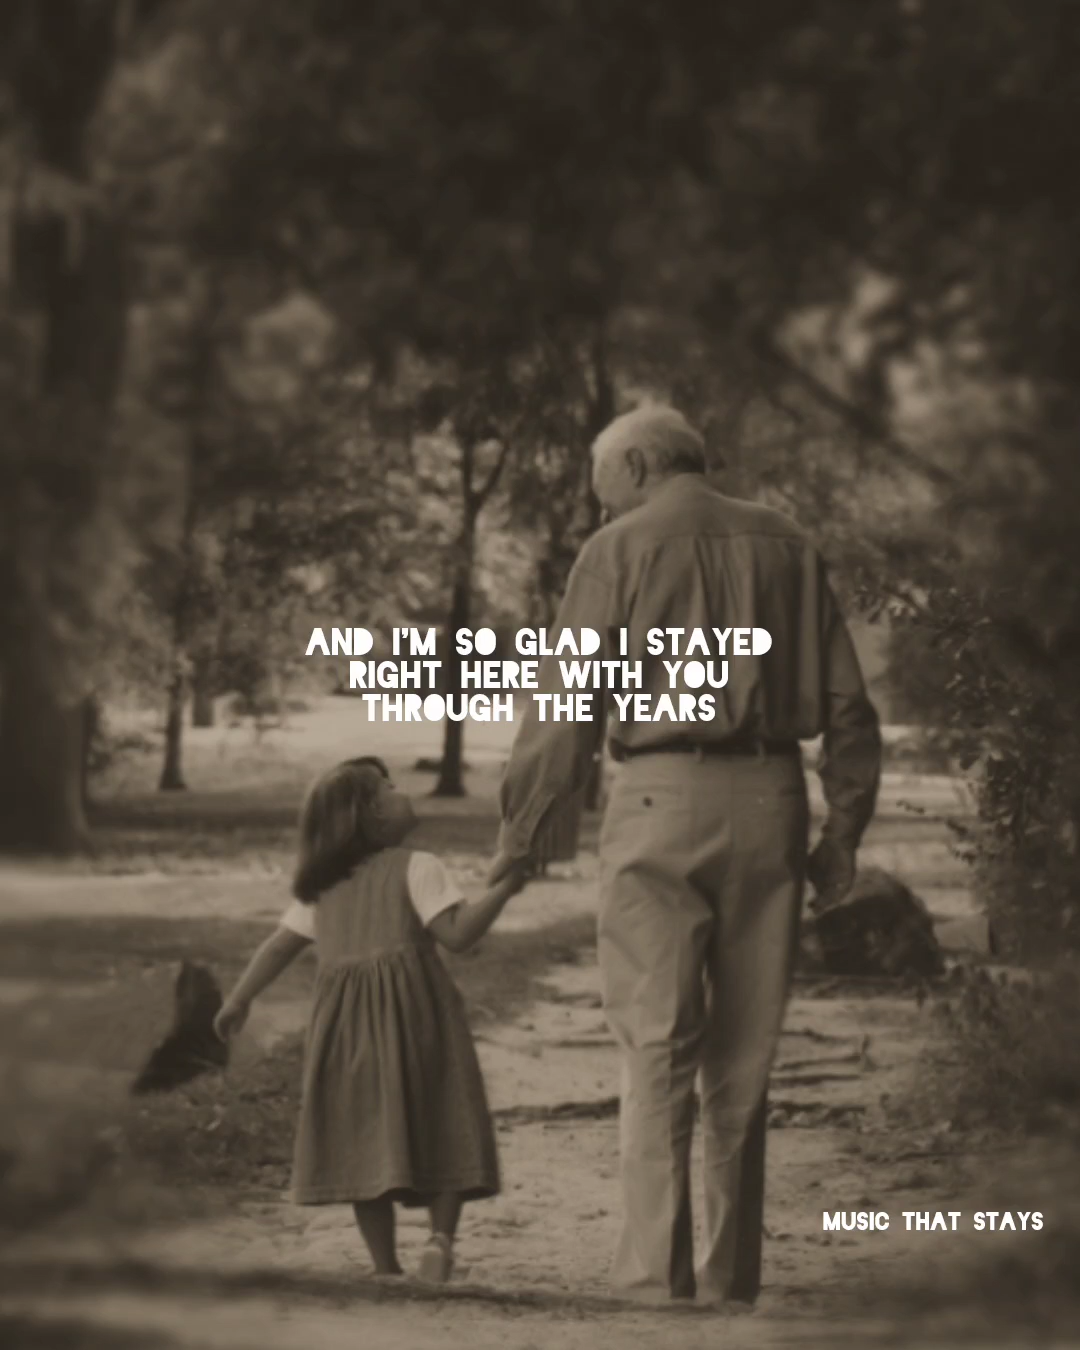 AND I'M SO GLAD I STAYED
RIGHT HERE WITH YOU
THROUGH THE YEARS
MUSIC THAT STAYS